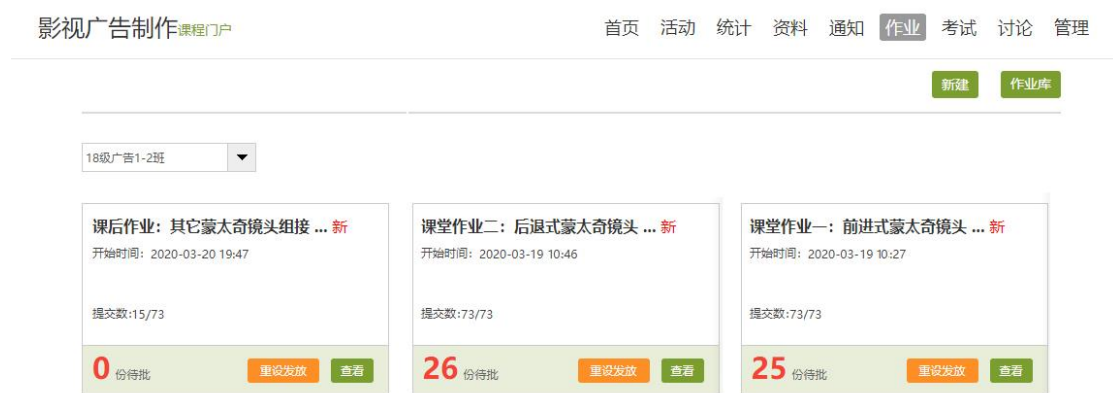 影视广告制作课程门户 首页 活动 统计 资料 通知 作业 考试 讨论 管理
新建 作业库
18级广告1-2班
课后作业：其它蒙太奇镜头组接 ... 新
开始时间：2020-03-20 19:47
提交数:15/73
0 份待批 重设发放 查看
课堂作业二：后退式蒙太奇镜头 ... 新
开始时间：2020-03-19 10:46
提交数:73/73
26 份待批 重设发放 查看
课堂作业一：前进式蒙太奇镜头 ... 新
开始时间：2020-03-19 10:27
提交数:73/73
25 份待批 重设发放 查看